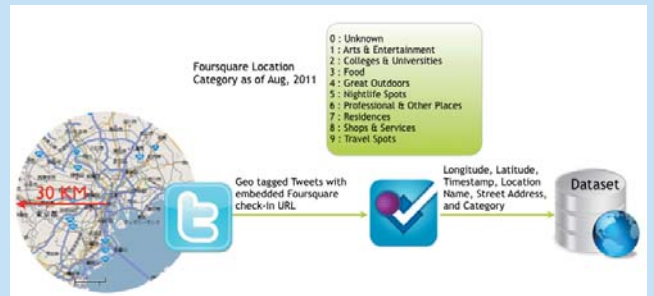 Foursquare Location
Category as of Aug, 2011
0 : Unknown
1 : Arts & Entertainment
2 : Colleges & Universities
3 : Food
4 : Great Outdoors
5 : Nightlife Spots
6 : Professional & Other Places
7 : Residences
8 : Shops & Services
9 : Travel Spots
30 KM
Geo tagged Tweets with
embedded Foursquare
check-in URL
Longitude, Latitude,
Timestamp, Location
Name, Street Address,
and Category
Dataset